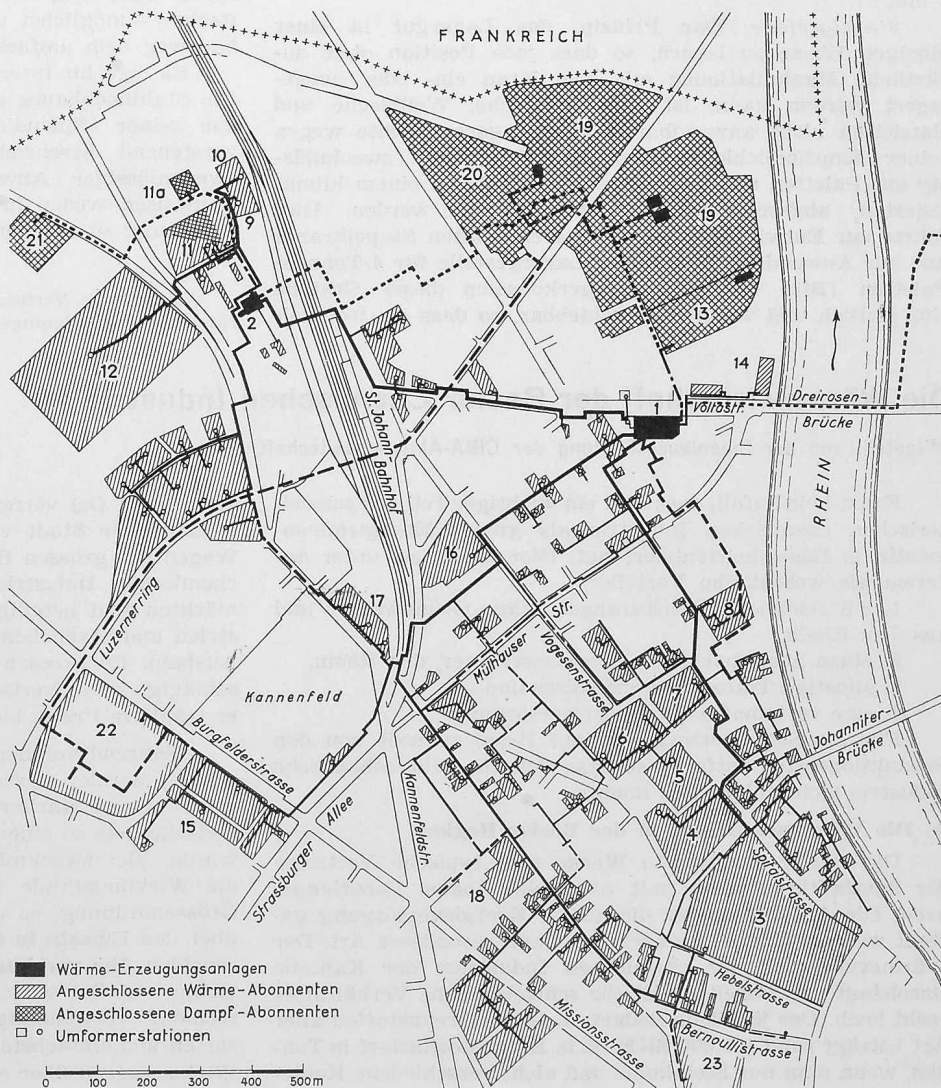 FRANKREICH
19
20
10
11a
9
21
11
19
2
13
12
14
1
Voltastr.
Dreirosen-
Brücke
St. Johann
Bahnhof
RHEIN
16
Luzernerring
17
Str.
8
Mülhauser
Vogesenstrasse
Kannenfeld
7
22
Burgfelderstrasse
6
Johanniter-
Brücke
5
15
Allee
Kannenfeldstr.
4
Strassburger
18
Spitalstrasse
3
Wärme-Erzeugungsanlagen
Angeschlossene Wärme-Abonnenten
Angeschlossene Dampf-Abonnenten
Umformerstationen
Hebelstrasse
Missionsstrasse
Bernoullistrasse
23
0 100 200 300 500m